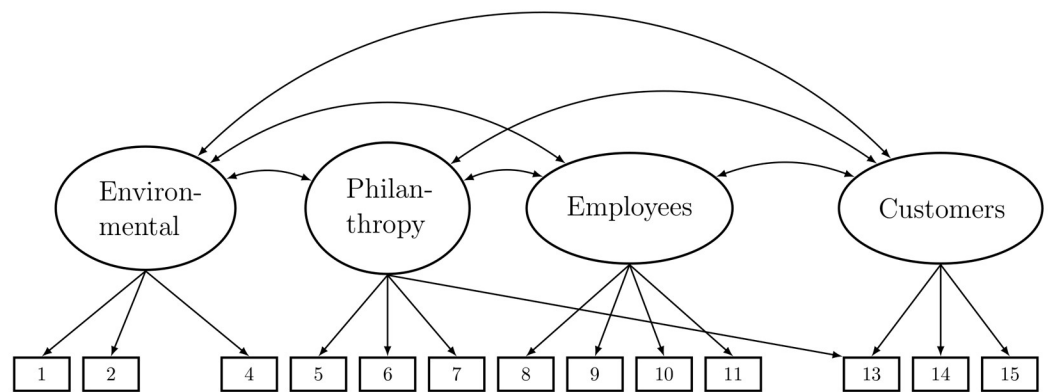 Environ-
mental
Philan-
thropy
Employees
Customers
1 2 4 5 6 7 8 9 10 11 13 14 15